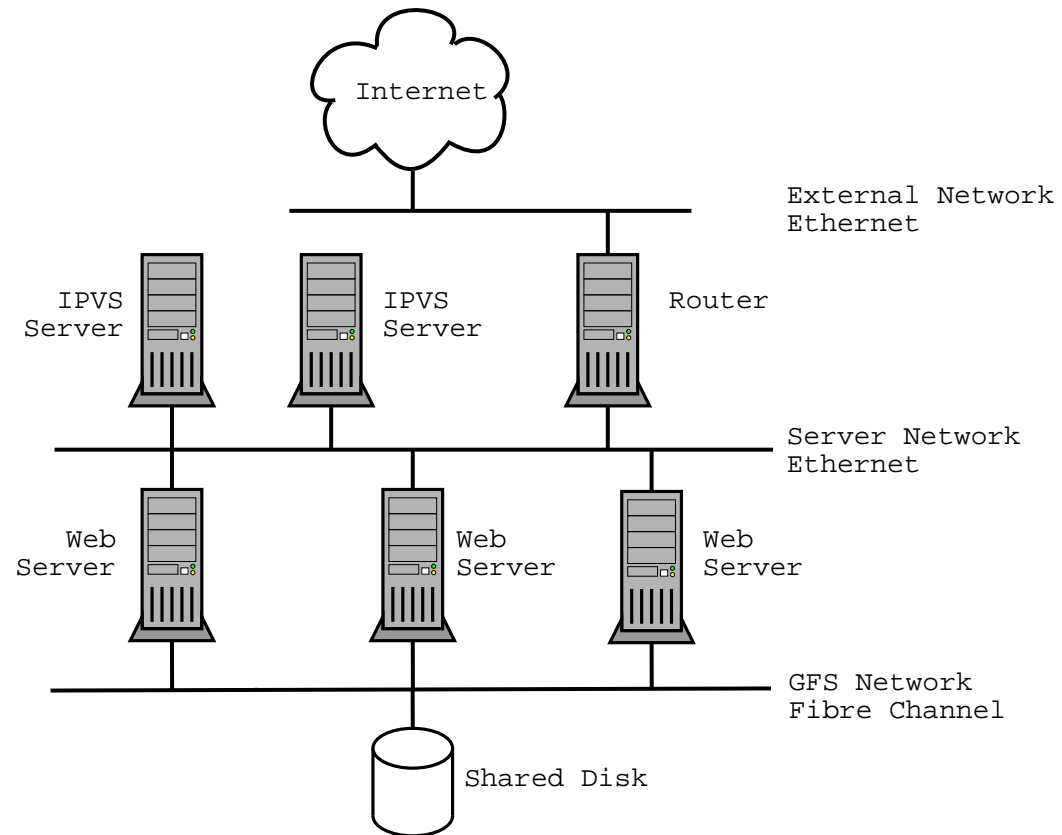 Internet
External Network
Ethernet
IPVS
Server
IPVS
Server
Router
Server Network
Ethernet
Web
Server
Web
Server
Web
Server
GFS Network
Fibre Channel
Shared Disk